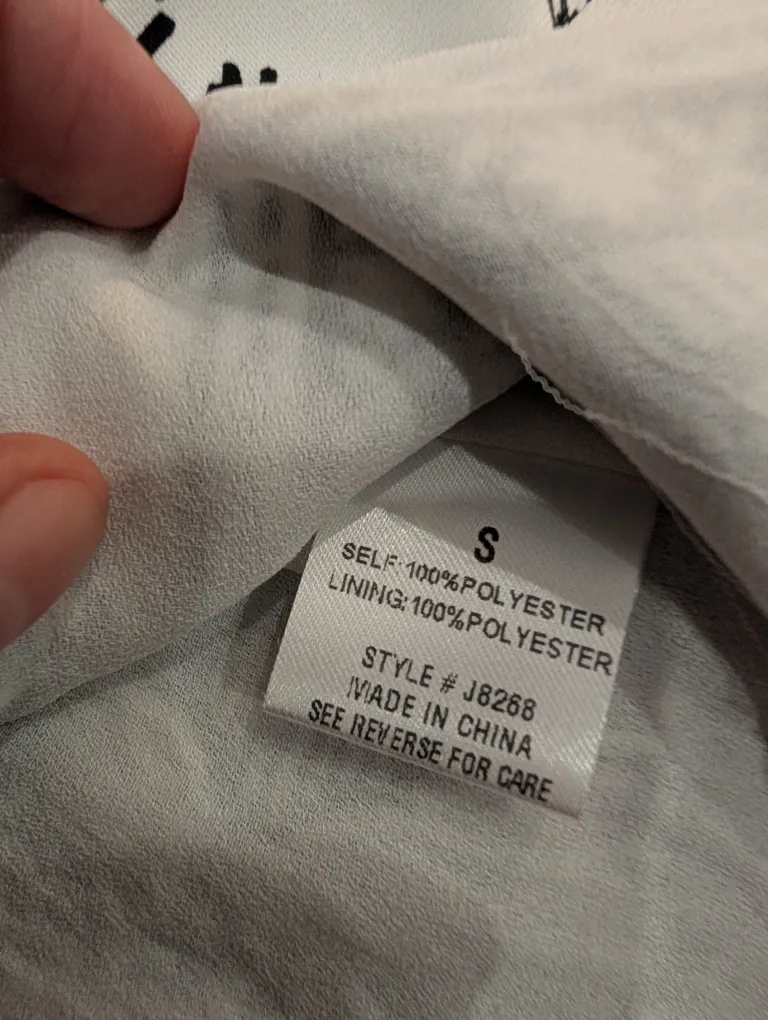 S
SELF:100%POLYESTER
LINING:100%POLYESTER
STYLE # J8268
MADE IN CHINA
SEE REVERSE FOR CARE